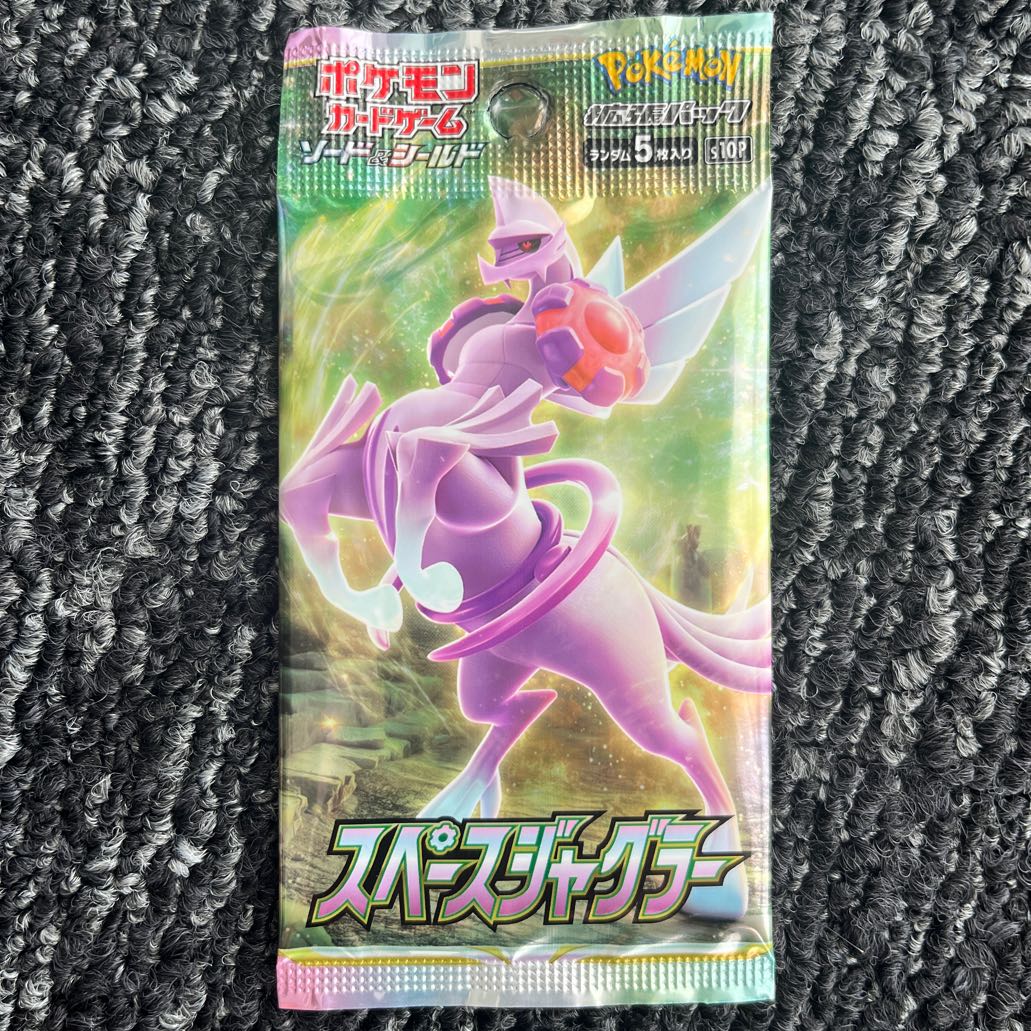 ポケモン
カードゲーム
ソード&シールド
Pokémon
拡張パック
ランダム5枚入り
s10P
スペースジャグラー